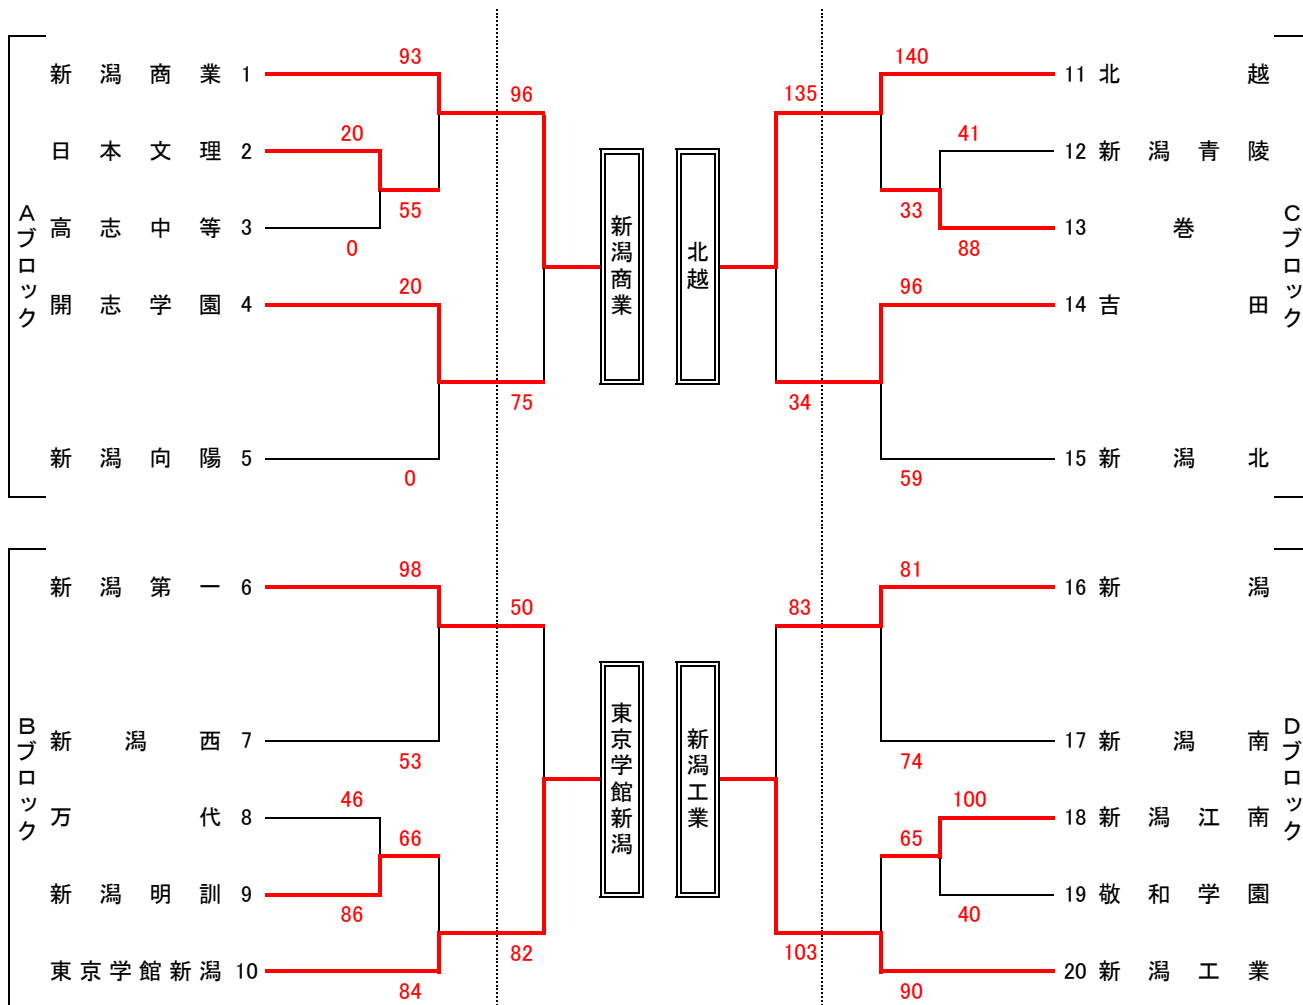 Aブロック
新潟商業 1
93
96
日本文理 2
20
55
高志中等 3
0
開志学園 4
20
75
新潟向陽 5
0
新潟商業
北越
Cブロック
140
11 北越
135
41
12 新潟青陵
33
13 巻
88
96
14 吉田
34
15 新潟北
59
Bブロック
新潟第一 6
98
50
新潟西 7
53
万代 8
46
66
新潟明訓 9
86
82
東京学館新潟 10
84
東京学館新潟
新潟工業
Dブロック
81
16 新潟
83
17 新潟南
74
100
18 新潟江南
65
19 敬和学園
40
103
20 新潟工業
90